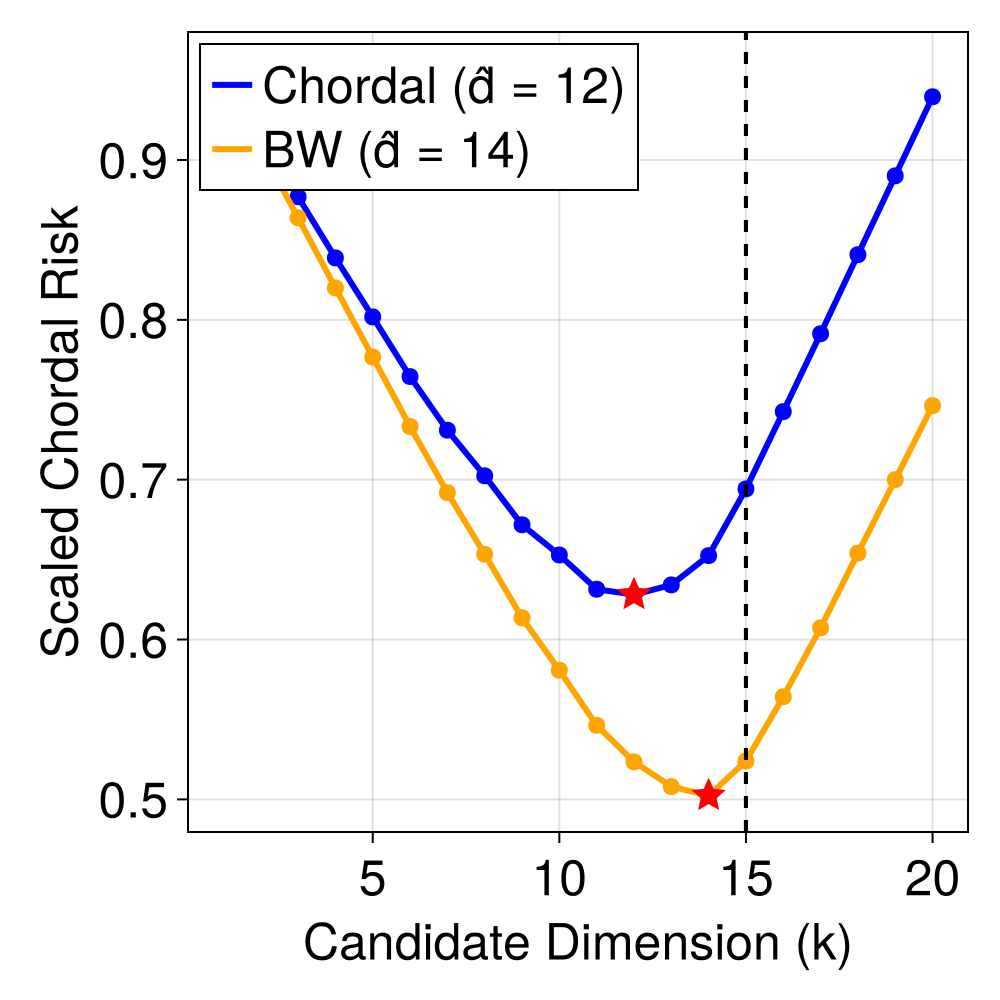 Chordal (d̂ = 12)
BW (d̂ = 14)
0.9
0.8
0.7
0.6
0.5
Scaled Chordal Risk
5 10 15 20
Candidate Dimension (k)